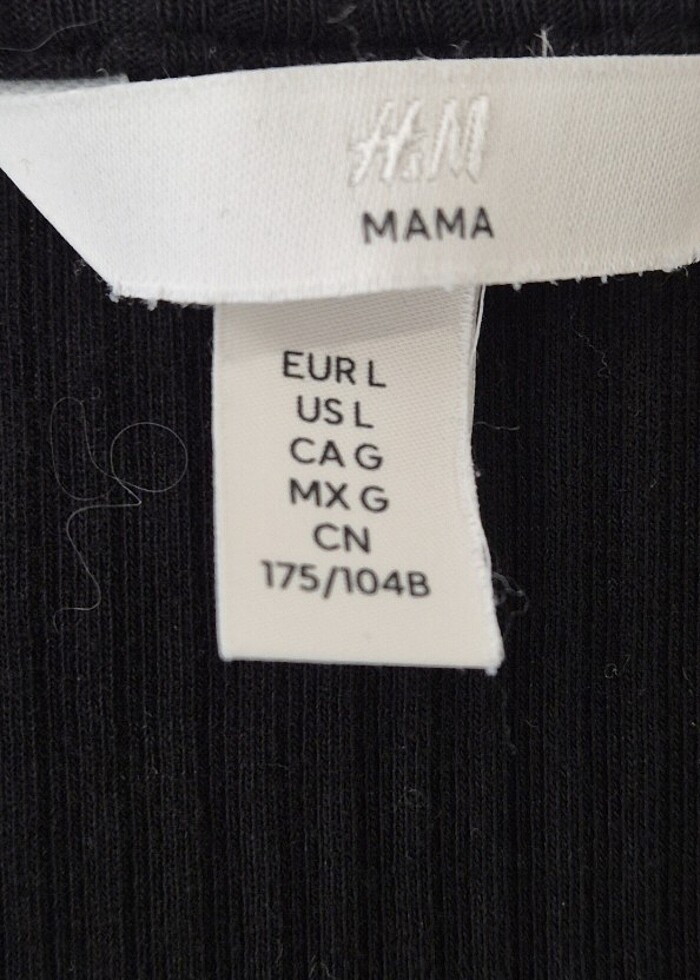 H&M
MAMA
EUR L
US L
CA G
MX G
CN
175/104B